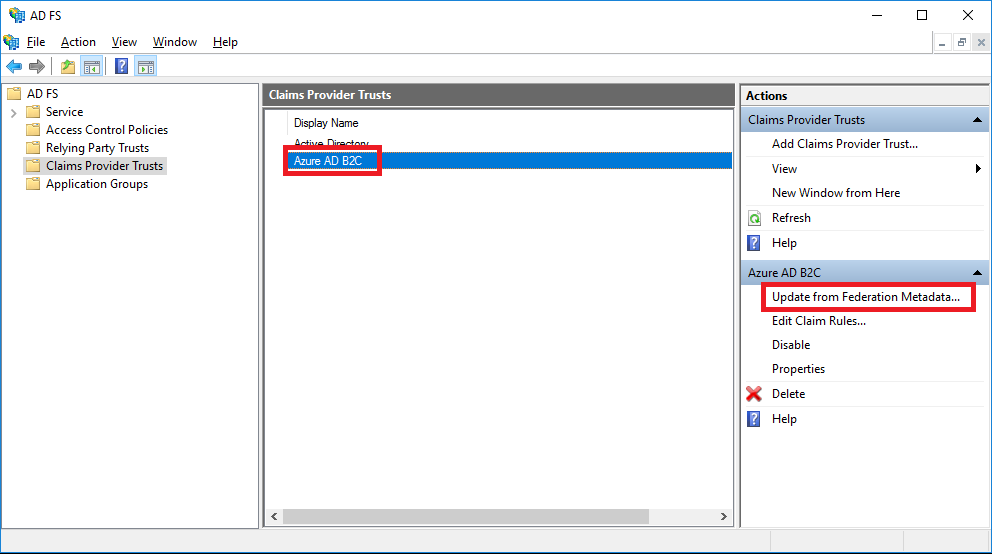 AD FS
File Action View Window Help
AD FS
Service
Access Control Policies
Relying Party Trusts
Claims Provider Trusts
Application Groups
Claims Provider Trusts
Display Name
Active Directory
Azure AD B2C
Actions
Claims Provider Trusts
Add Claims Provider Trust...
View
New Window from Here
Refresh
Help
Azure AD B2C
Update from Federation Metadata...
Edit Claim Rules...
Disable
Properties
Delete
Help